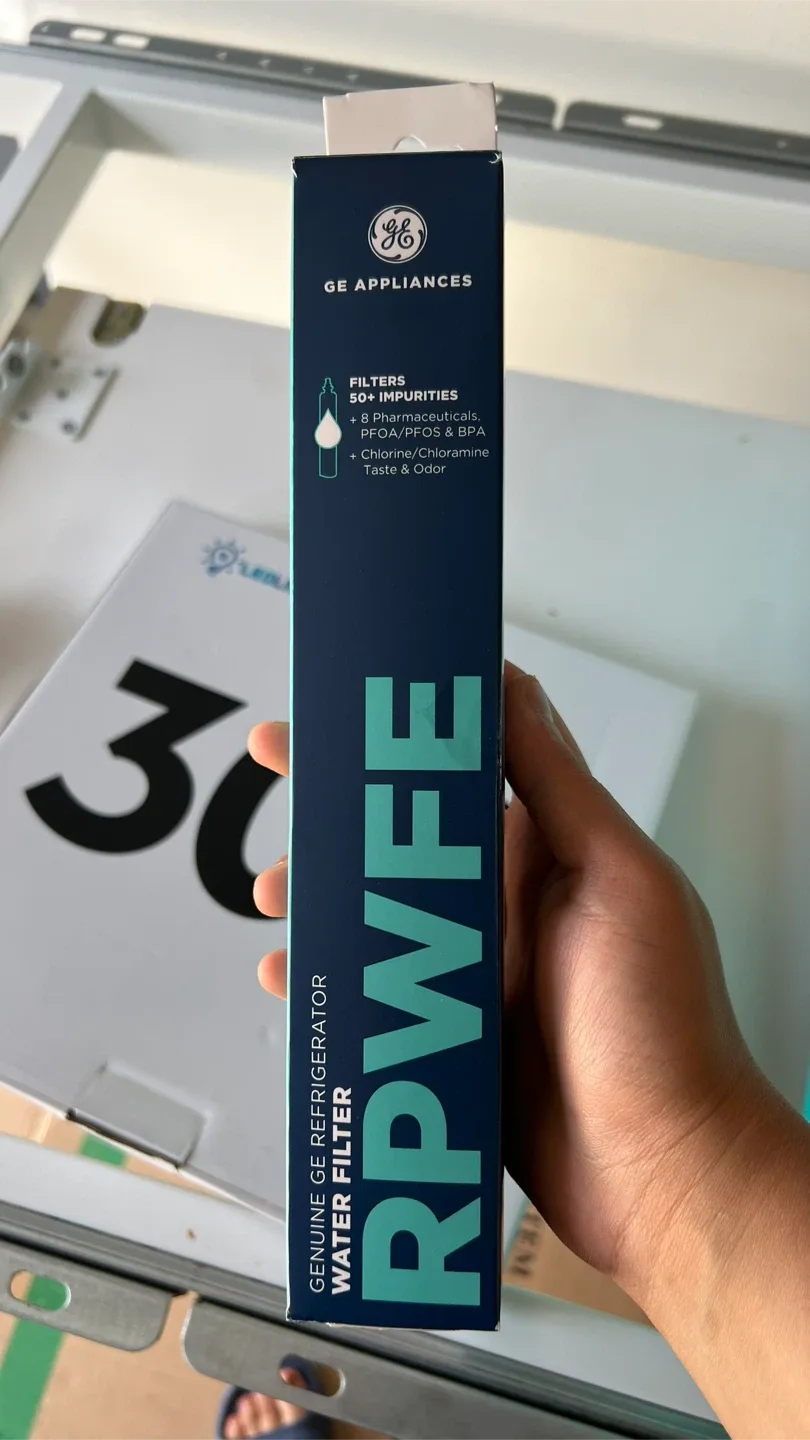 GE
GE APPLIANCES
FILTERS
50+ IMPURITIES
+ 8 Pharmaceuticals,
PFOA/PFOS & BPA
+ Chlorine/Chloramine
Taste & Odor
GENUINE GE REFRIGERATOR
WATER FILTER
RPWFE
30